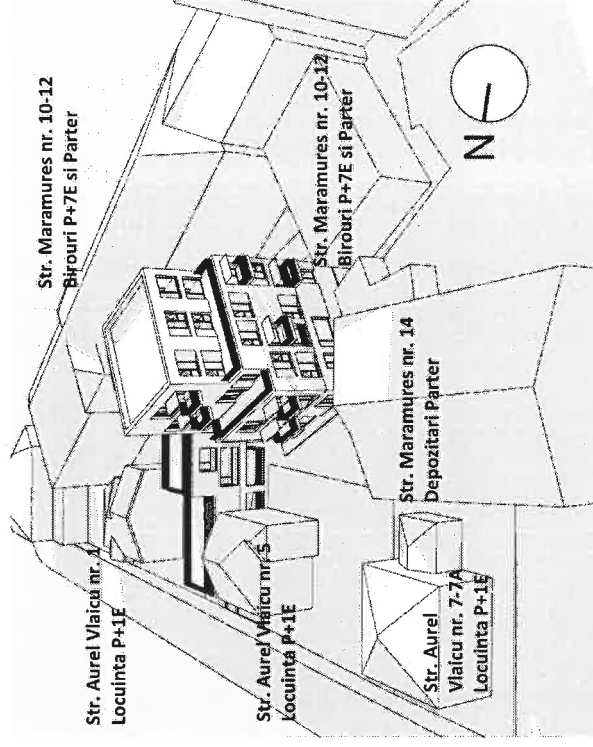 Str. Maramures nr. 10-12
Birouri P+7E si Parter
Str. Maramures nr. 10-12
Birouri P+7E si Parter
N
Str. Maramures nr. 14
Depozitari Parter
Str. Aurel Vlaicu nr. 1
Locuinta P+1E
Str. Aurel Vlaicu nr. 5
Locuinta P+1E
Str. Aurel
Vlaicu nr. 7-7A
Locuinta P+1E